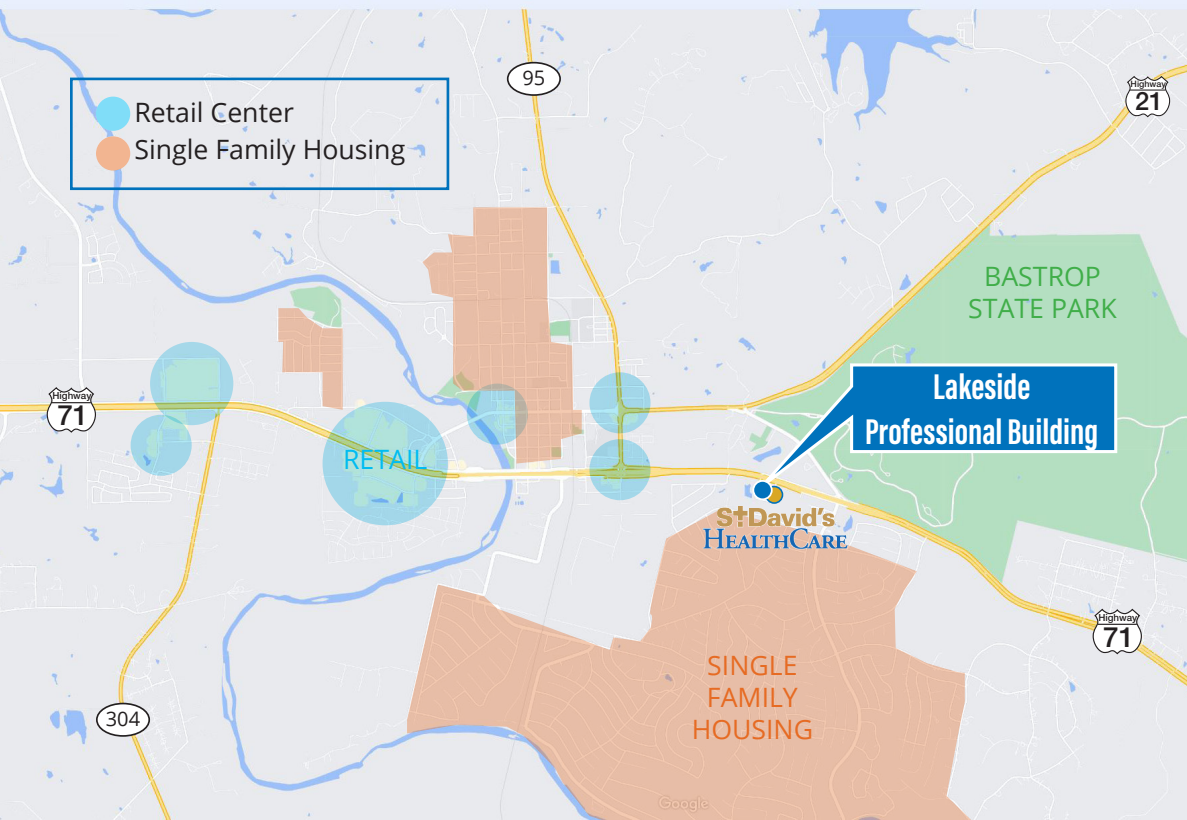 Retail Center
Single Family Housing
95
Highway
21
BASTROP
STATE PARK
Lakeside
Professional Building
Highway
71
RETAIL
St David's
HEALTHCARE
Highway
71
SINGLE
FAMILY
HOUSING
304
Google